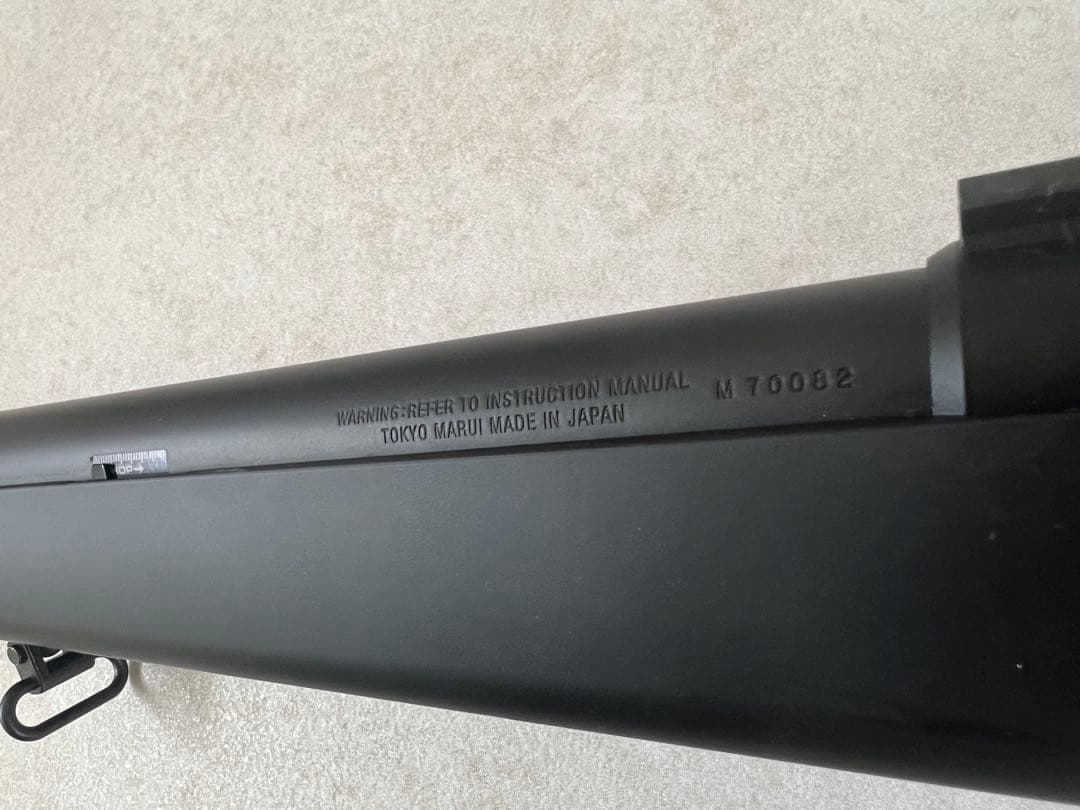 WARNING:REFER TO INSTRUCTION MANUAL M 70082
TOKYO MARUI MADE IN JAPAN